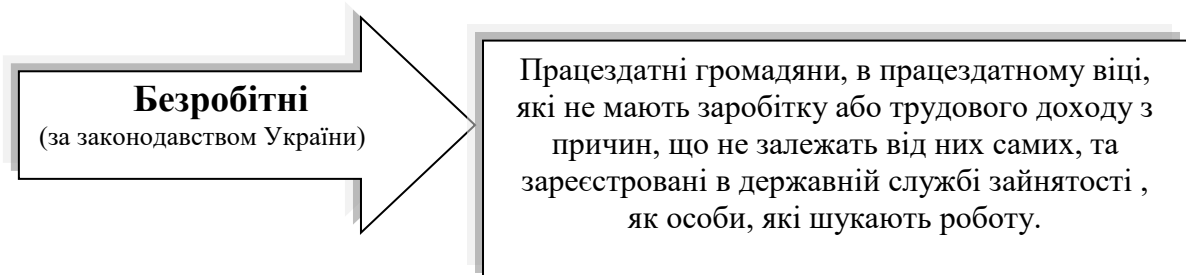 Безробітні
(за законодавством України)
Працездатні громадяни, в працездатному віці,
які не мають заробітку або трудового доходу з
причин, що не залежать від них самих, та
зареєстровані в державній службі зайнятості ,
як особи, які шукають роботу.